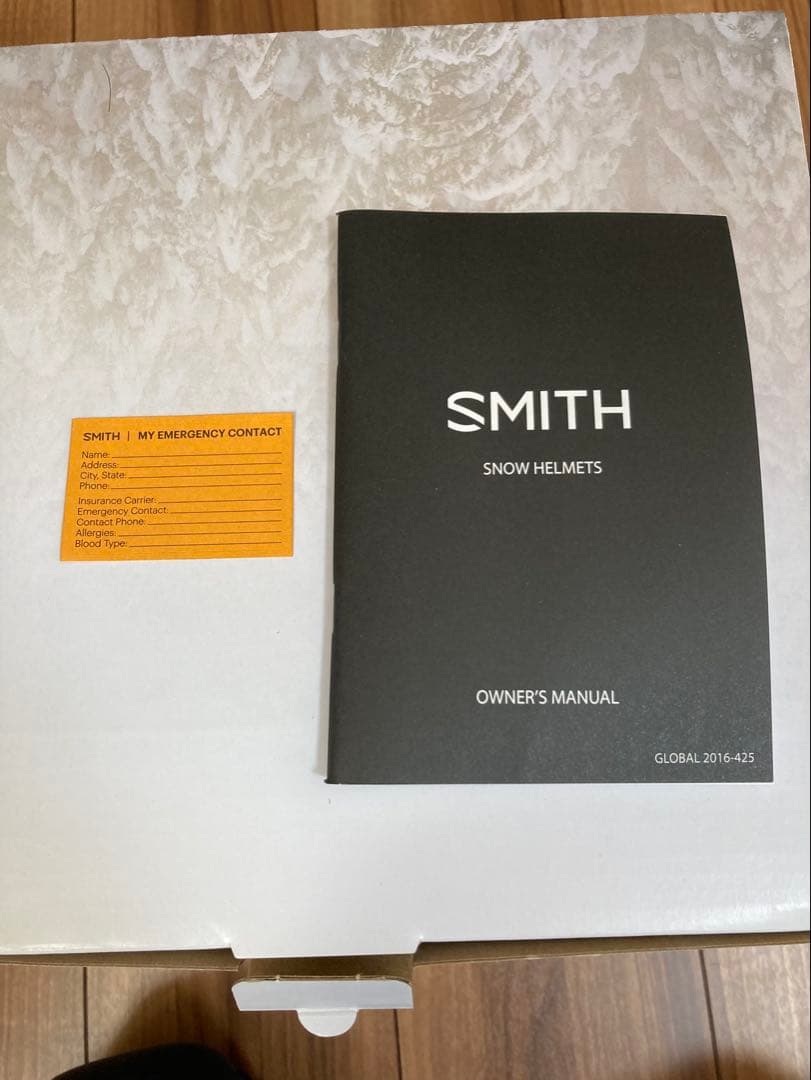 SMITH | MY EMERGENCY CONTACT
Name:
Address:
City, State:
Phone:
Insurance Carrier:
Emergency Contact:
Contact Phone:
Allergies:
Blood Type:
SMITH
SNOW HELMETS
OWNER'S MANUAL
GLOBAL 2016-425